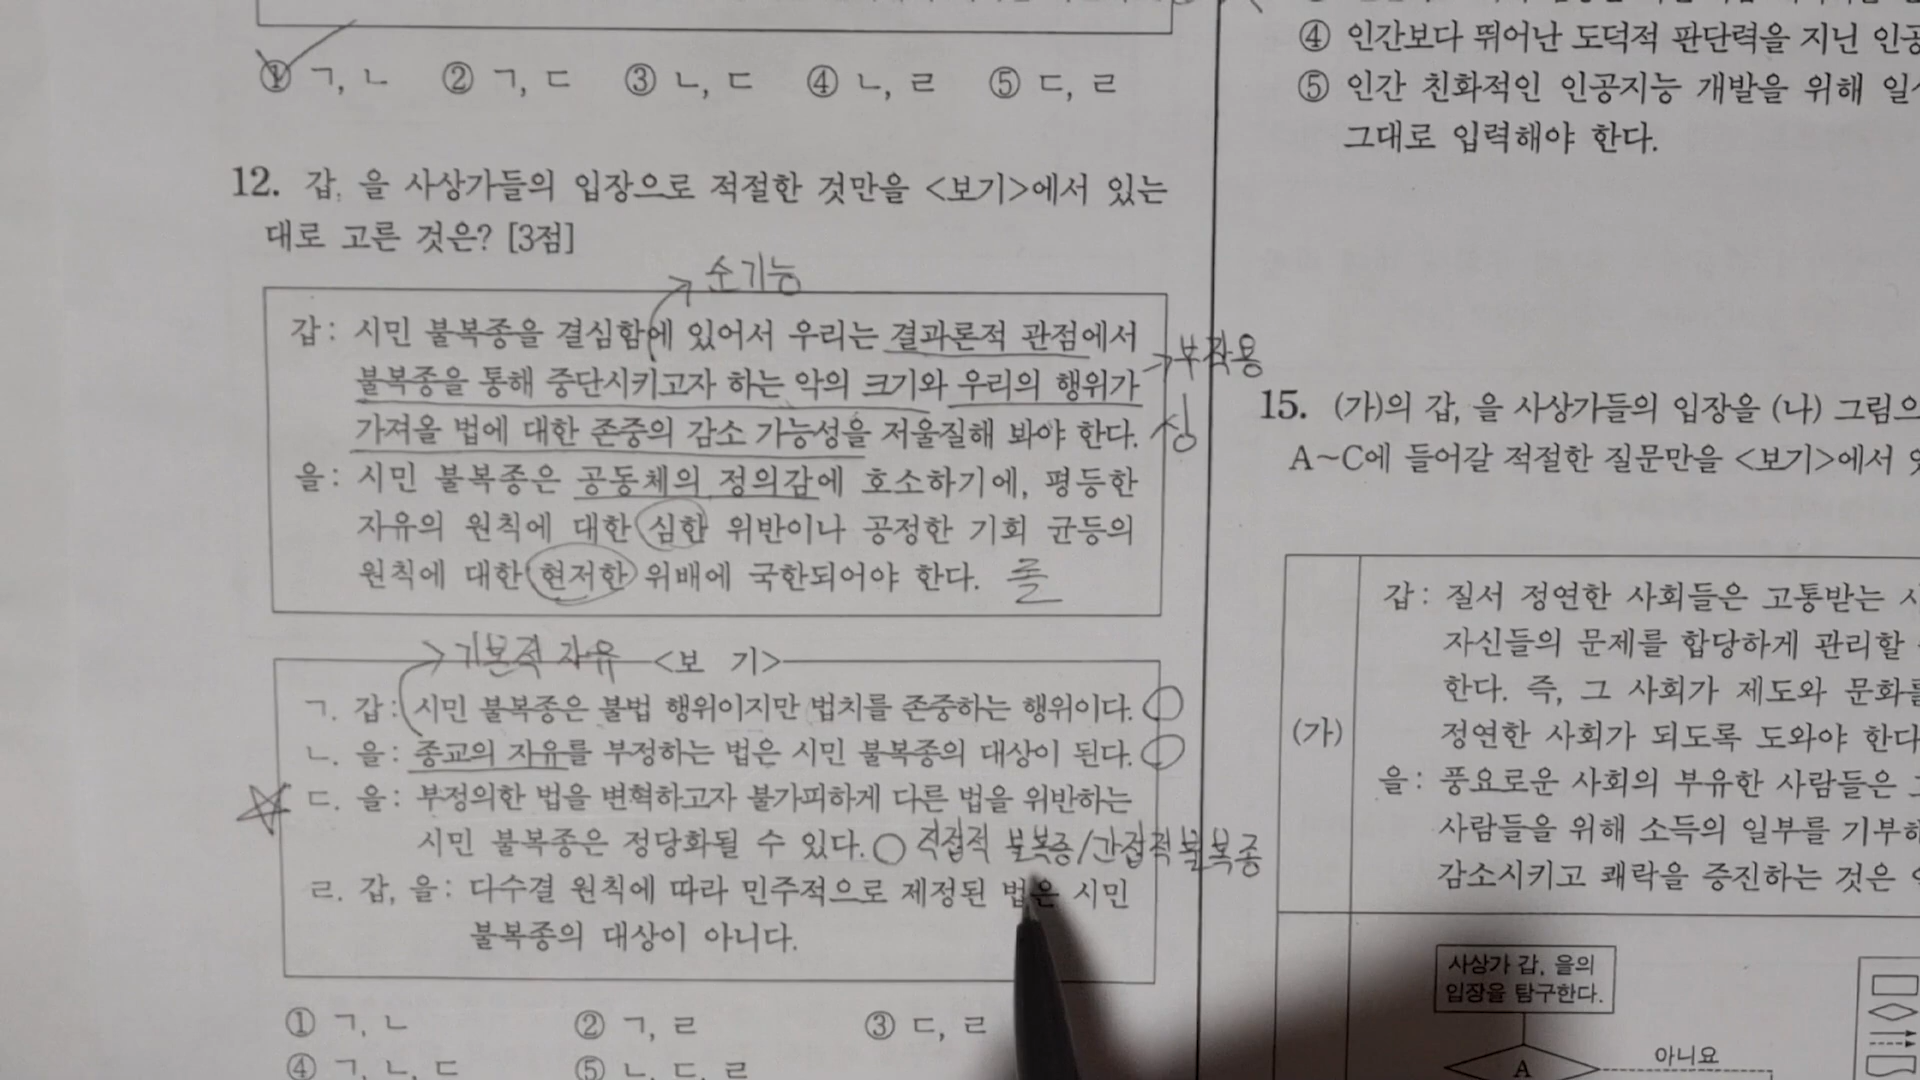 ① ㄱ, ㄴ ② ㄱ, ㄷ ③ ㄴ, ㄷ ④ ㄴ, ㄹ ⑤ ㄷ, ㄹ
12. 갑, 을 사상가들의 입장으로 적절한 것만을 <보기>에서 있는
대로 고른 것은? [3점]
순기능
갑: 시민 불복종을 결심함에 있어서 우리는 결과론적 관점에서
불복종을 통해 중단시키고자 하는 악의 크기와 우리의 행위가
부작용
가져올 법에 대한 존중의 감소 가능성을 저울질해 봐야 한다.
싱
을: 시민 불복종은 공동체의 정의감에 호소하기에, 평등한
자유의 원칙에 대한 심한 위반이나 공정한 기회 균등의
원칙에 대한 현저한 위배에 국한되어야 한다. 롤
기본적 자유
<보 기>
ㄱ. 갑: 시민 불복종은 불법 행위이지만 법치를 존중하는 행위이다.
ㄴ. 을: 종교의 자유를 부정하는 법은 시민 불복종의 대상이 된다.
ㄷ. 을: 부정의한 법을 변혁하고자 불가피하게 다른 법을 위반하는
시민 불복종은 정당화될 수 있다. 직접적 불복종/간접적불복종
ㄹ. 갑, 을: 다수결 원칙에 따라 민주적으로 제정된 법은 시민
불복종의 대상이 아니다.
① ㄱ, ㄴ ② ㄱ, ㄹ ③ ㄷ, ㄹ
④ ㄱ, ㄴ, ㄷ ⑤ ㄴ, ㄷ, ㄹ
④ 인간보다 뛰어난 도덕적 판단력을 지닌
⑤ 인간 친화적인 인공지능 개발을 위해
그대로 입력해야 한다.
15. (가)의 갑, 을 사상가들의 입장을 (나)
A~C에 들어갈 적절한 질문만을 <보기>에서
(가)
갑: 질서 정연한 사회들은 고통받는
자신들의 문제를 합당하게 관리할
한다. 즉, 그 사회가 제도와 문화를
정연한 사회가 되도록 도와야 한다
을: 풍요로운 사회의 부유한 사람들은
사람들을 위해 소득의 일부를
감소시키고 쾌락을 증진하는 것은
사상가 갑, 을의
입장을 탐구한다.
A
아니요